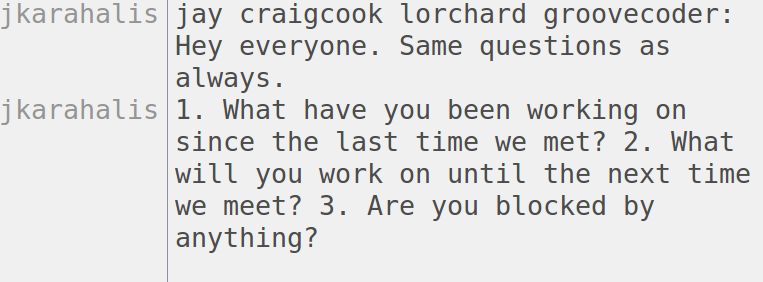 jkarahalis jay craigcook lorchard groovecoder:
Hey everyone. Same questions as
always.
jkarahalis 1. What have you been working on
since the last time we met? 2. What
will you work on until the next time
we meet? 3. Are you blocked by
anything?